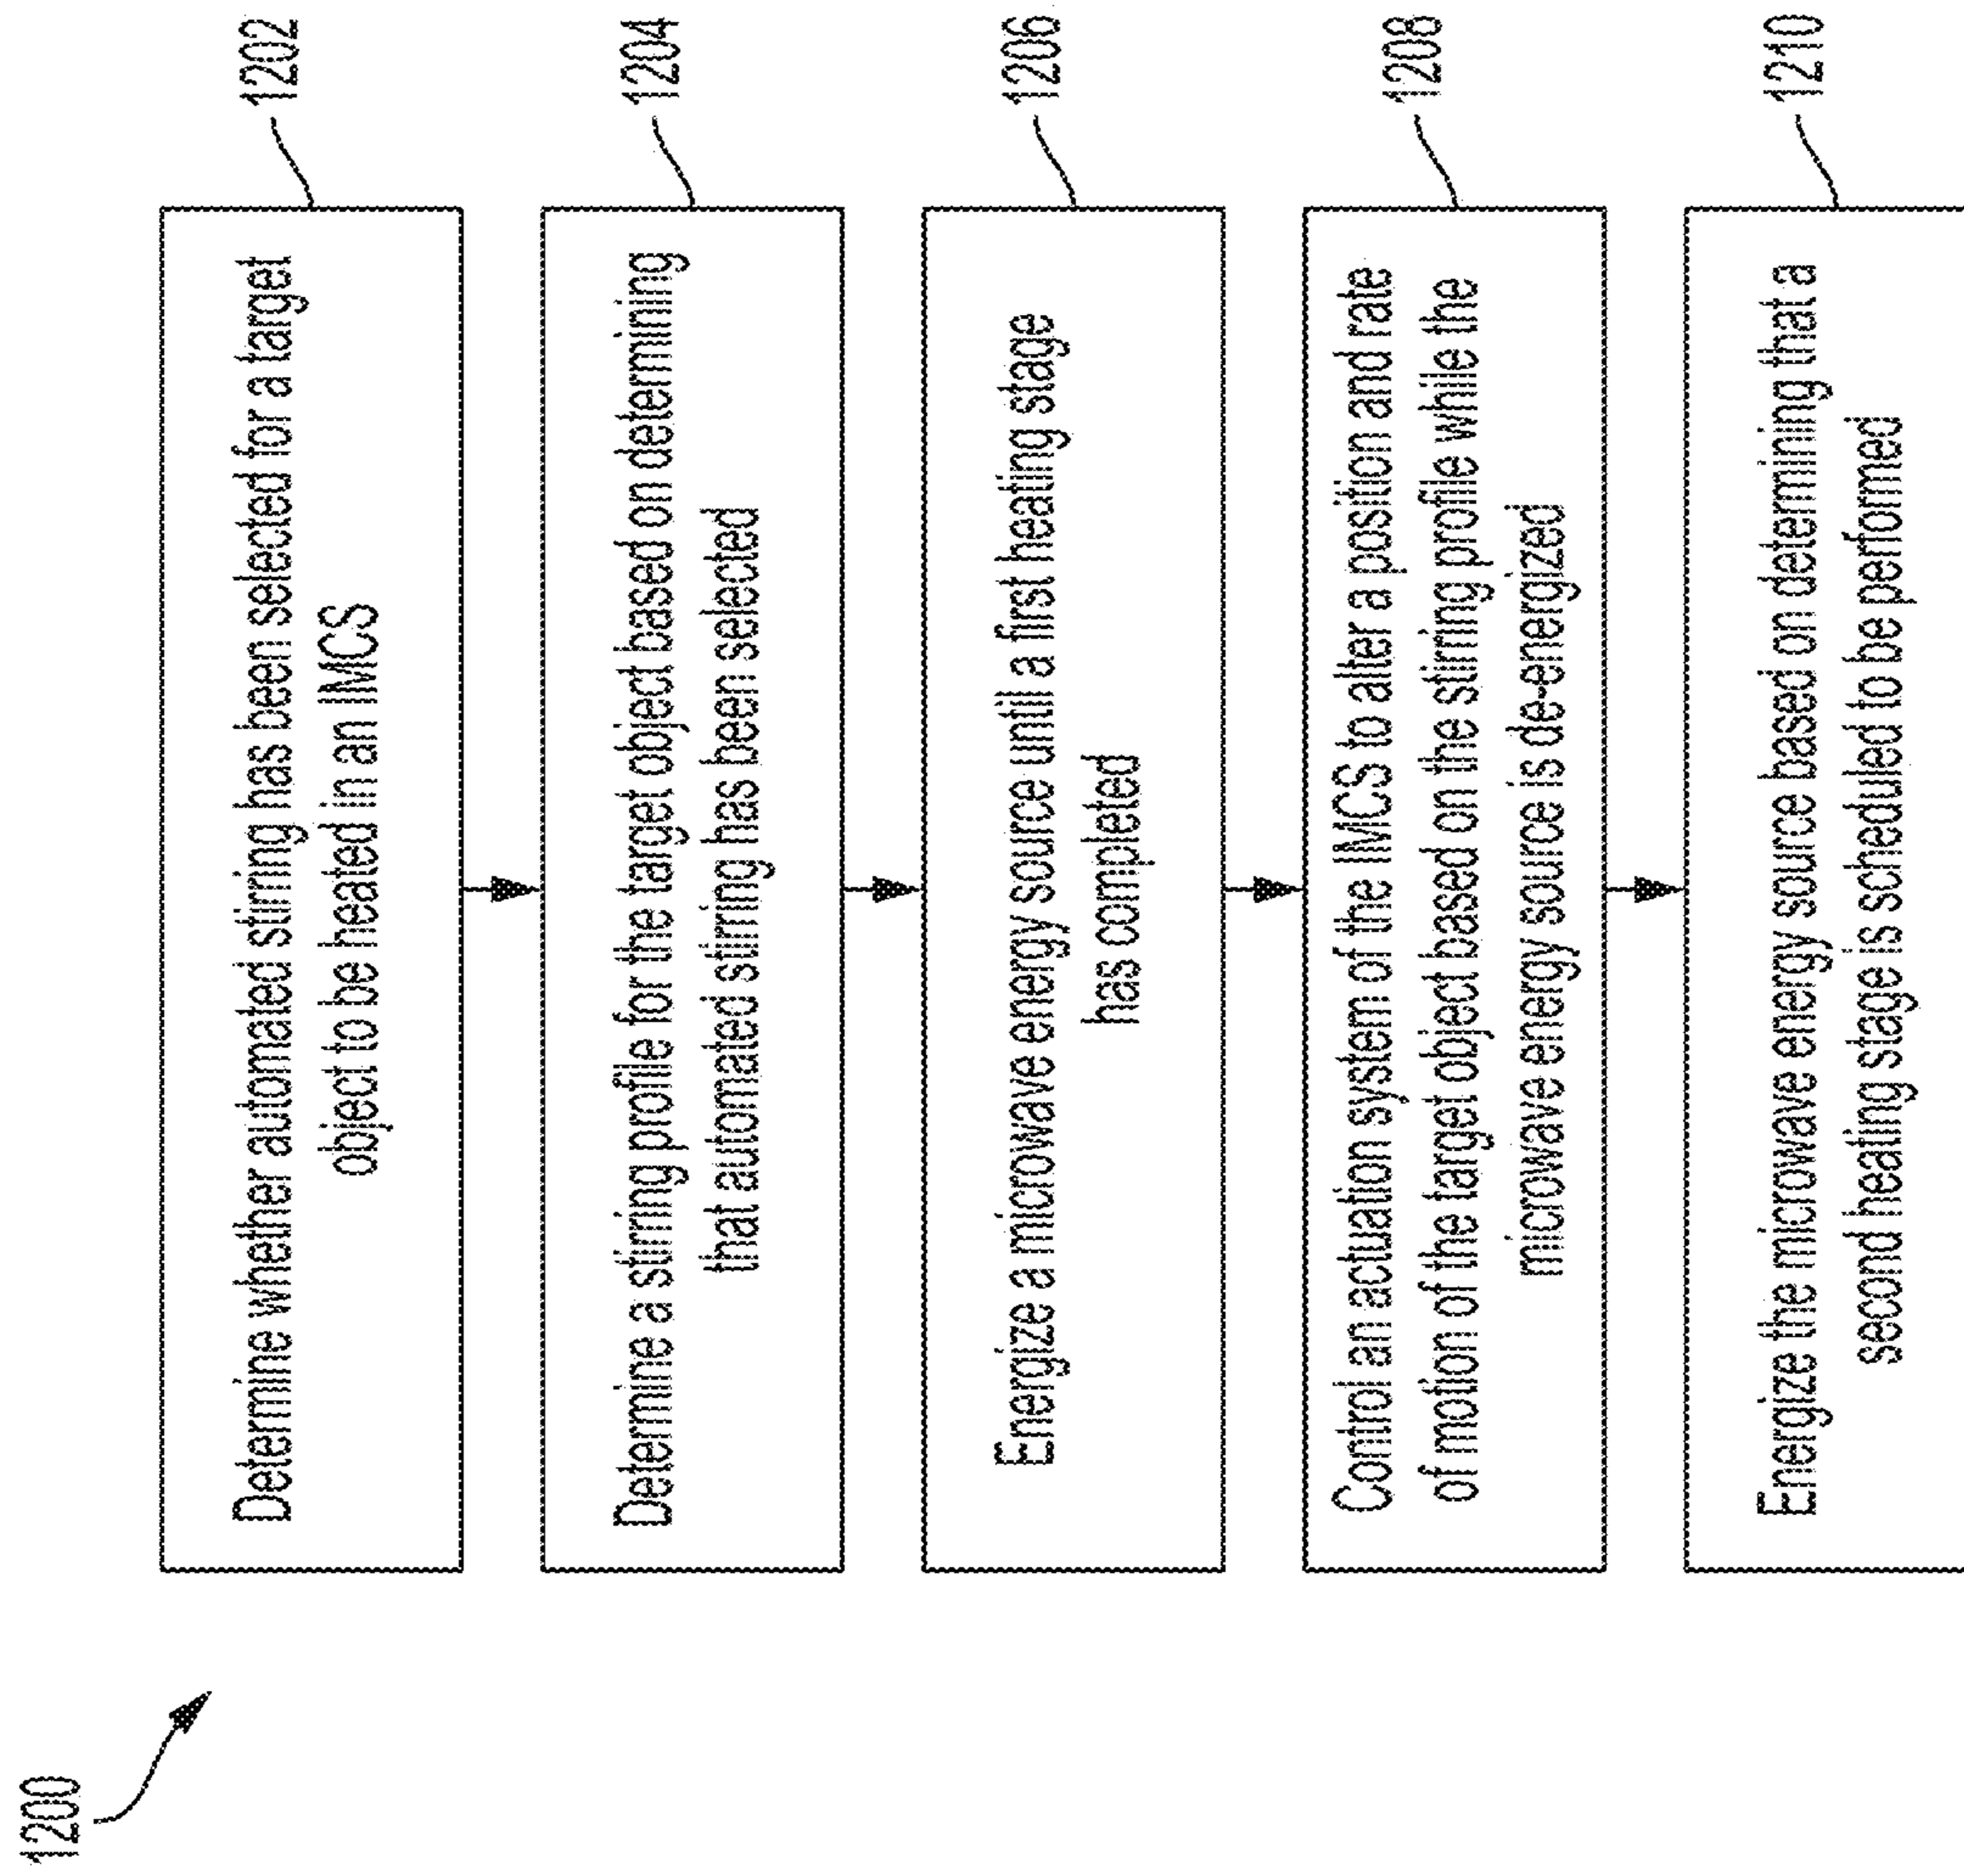 1200
Determine whether automated stirring has been selected for a target
object to be heated in an IMCS
1202
Determine a stirring profile for the target object based on determining
that automated stirring has been selected
1204
Energize a microwave energy source until a first heating stage
has completed
1206
Control an actuation system of the IMCS to alter a position and rate
of motion of the target object based on the stirring profile while the
microwave energy source is de-energized
1208
Energize the microwave energy source based on determining that a
second heating stage is scheduled to be performed
1210